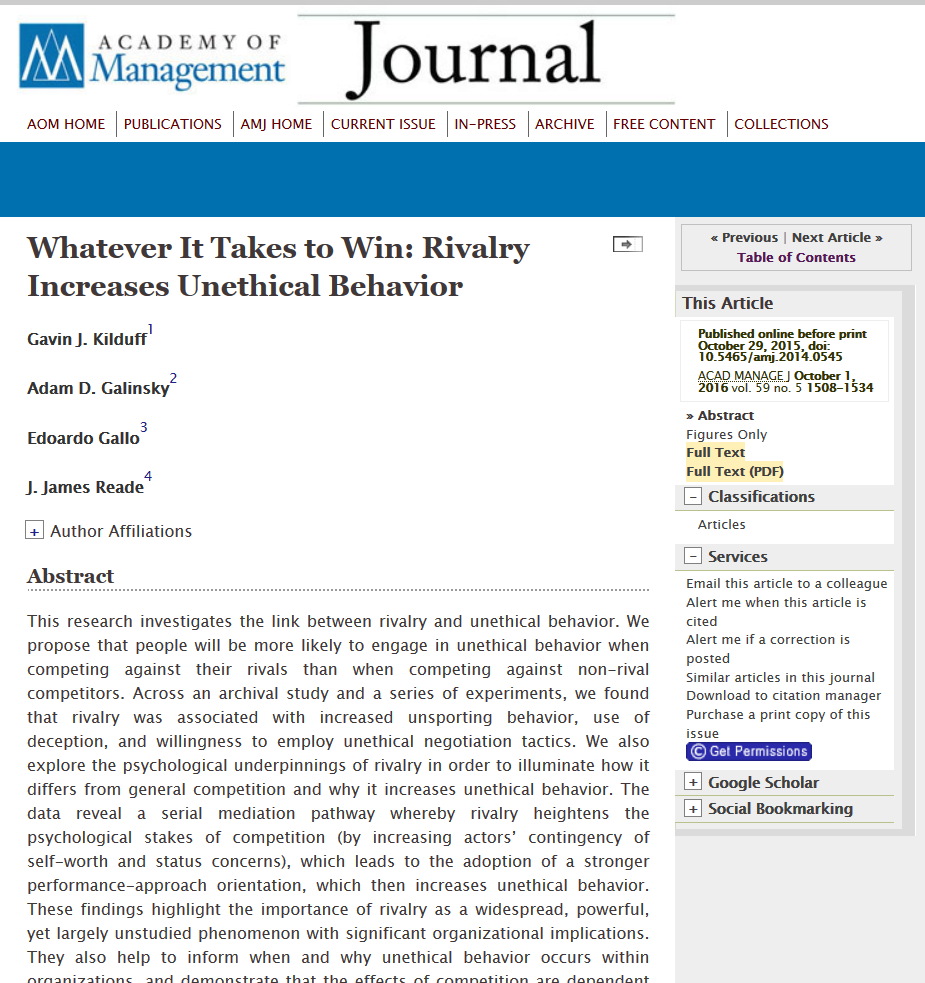 ACADEMY OF
Management
Journal
AOM HOME PUBLICATIONS AMJ HOME CURRENT ISSUE IN-PRESS ARCHIVE FREE CONTENT COLLECTIONS
Whatever It Takes to Win: Rivalry
Increases Unethical Behavior
Gavin J. Kilduff1
Adam D. Galinsky2
Edoardo Gallo3
J. James Reade4
+ Author Affiliations
Abstract
This research investigates the link between rivalry and unethical behavior. We
propose that people will be more likely to engage in unethical behavior when
competing against their rivals than when competing against non-rival
competitors. Across an archival study and a series of experiments, we found
that rivalry was associated with increased unsporting behavior, use of
deception, and willingness to employ unethical negotiation tactics. We also
explore the psychological underpinnings of rivalry in order to illuminate how it
differs from general competition and why it increases unethical behavior. The
data reveal a serial mediation pathway whereby rivalry heightens the
psychological stakes of competition (by increasing actors’ contingency of
self-worth and status concerns), which leads to the adoption of a stronger
performance-approach orientation, which then increases unethical behavior.
These findings highlight the importance of rivalry as a widespread, powerful,
yet largely unstudied phenomenon with significant organizational implications.
They also help to inform when and why unethical behavior occurs within
organizations, and demonstrate that the effects of competition are dependent
« Previous | Next Article »
Table of Contents
This Article
Published online before print
October 29, 2015, doi:
10.5465/amj.2014.0545
ACAD MANAGE J October 1,
2016 vol. 59 no. 5 1508-1534
» Abstract
Figures Only
Full Text
Full Text (PDF)
− Classifications
Articles
− Services
Email this article to a colleague
Alert me when this article is
cited
Alert me if a correction is
posted
Similar articles in this journal
Download to citation manager
Purchase a print copy of this
issue
© Get Permissions
+ Google Scholar
+ Social Bookmarking